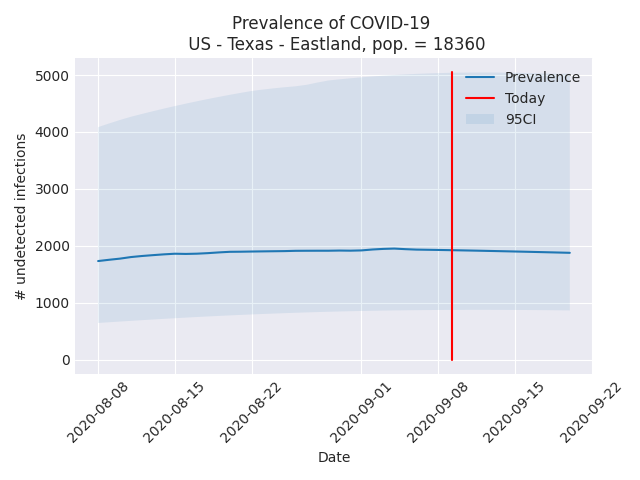 Prevalence of COVID-19
US - Texas - Eastland, pop. = 18360
Prevalence
Today
95CI
# undetected infections
5000
4000
3000
2000
1000
0
2020-08-08
2020-08-15
2020-08-22
2020-09-01
2020-09-08
2020-09-15
2020-09-22
Date